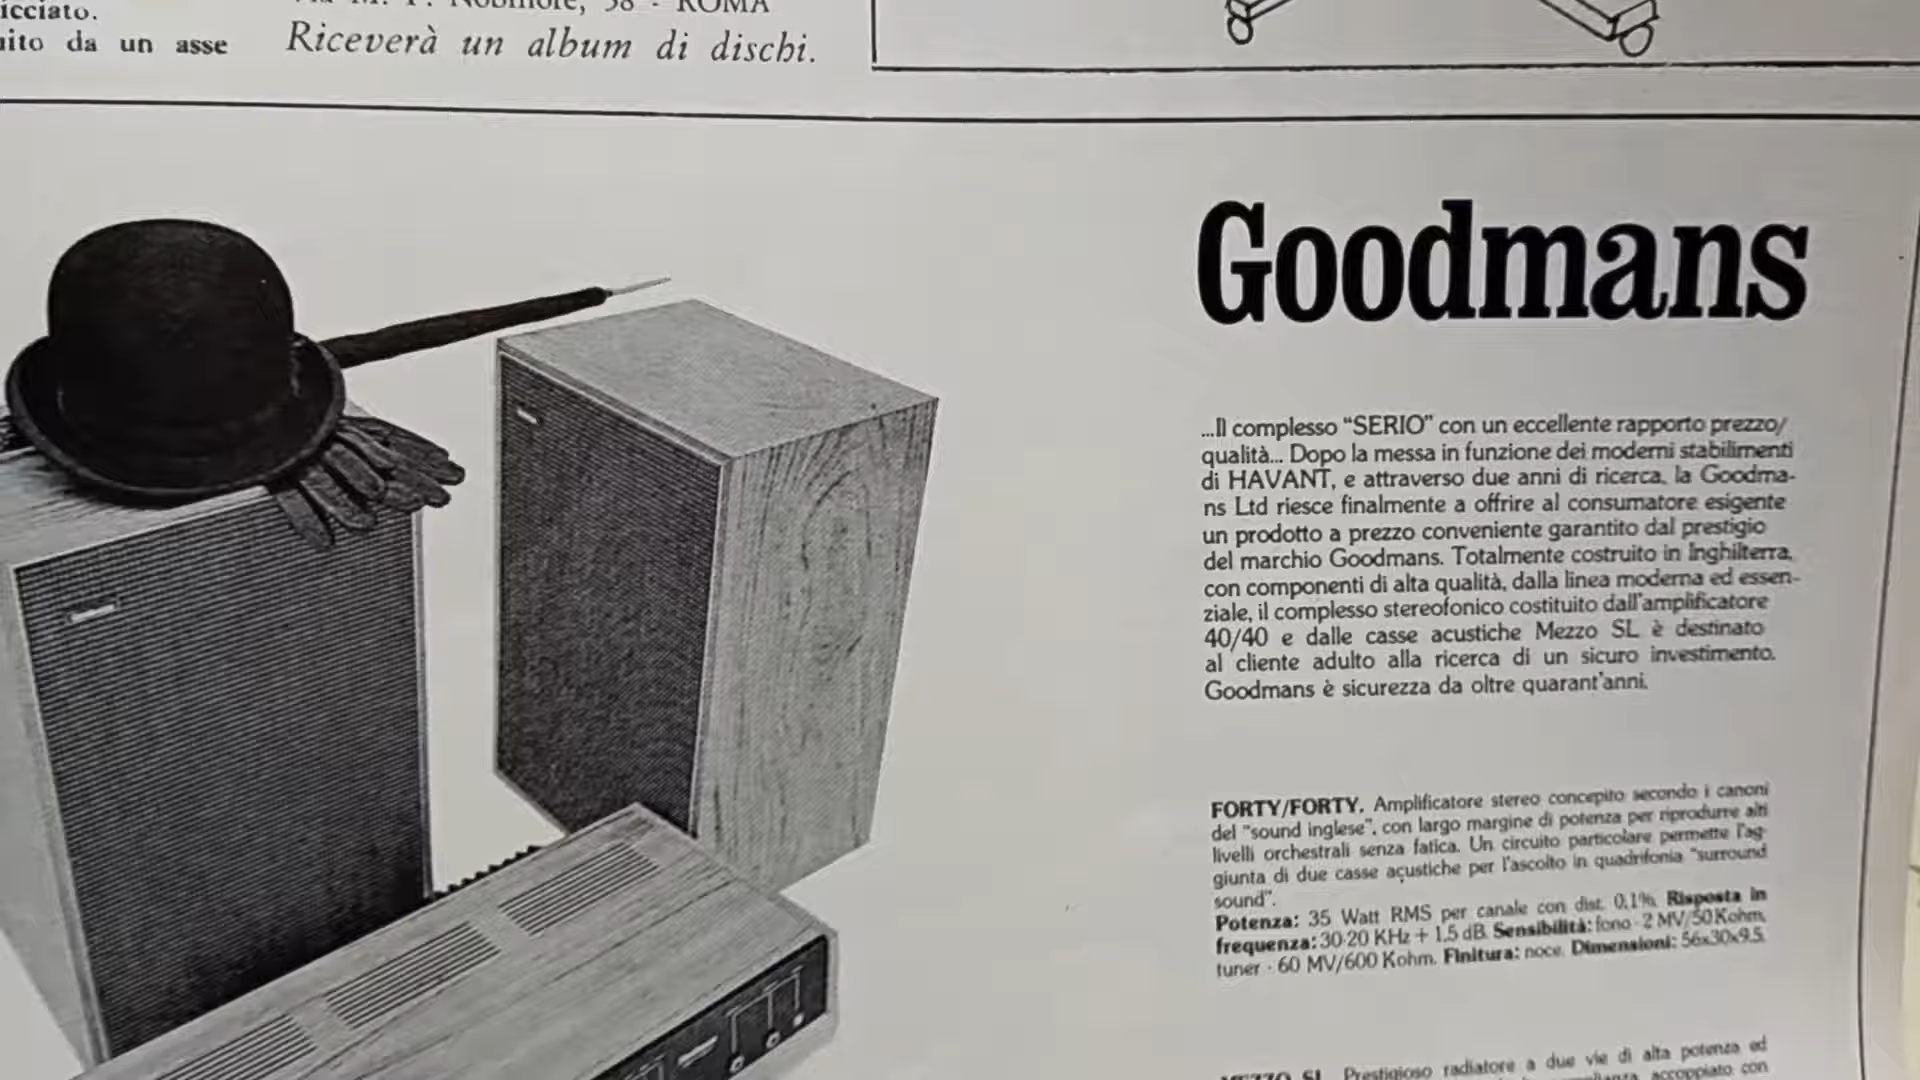 icciato.
uito da un asse
ROMA
Riceverà un album di dischi.
Goodmans
...Il complesso “SERIO” con un eccellente rapporto prezzo/
qualità... Dopo la messa in funzione dei moderni stabilimenti
di HAVANT, e attraverso due anni di ricerca, la Goodma-
ns Ltd riesce finalmente a offrire al consumatore esigente
un prodotto a prezzo conveniente garantito dal prestigio
del marchio Goodmans. Totalmente costruito in Inghilterra,
con componenti di alta qualità, dalla linea moderna ed essen-
ziale, il complesso stereofonico costituito dall'amplificatore
40/40 e dalle casse acustiche Mezzo SL è destinato
al cliente adulto alla ricerca di un sicuro investimento.
Goodmans è sicurezza da oltre quarant'anni.
FORTY/FORTY. Amplificatore stereo concepito secondo i canoni
del "sound inglese", con largo margine di potenza per riprodurre alti
livelli orchestrali senza fatica. Un circuito particolare permette l'ag-
giunta di due casse acustiche per l'ascolto in quadrifonia "surround
sound".
Potenza: 35 Watt RMS per canale con dist. 0,1%. Risposta in
frequenza: 30-20 KHz + 1,5 dB. Sensibilità: fono - 2 MV/50 Kohm,
tuner - 60 MV/600 Kohm. Finitura: noce. Dimensioni: 56x30x9,5.
MEZZO SL. Prestigioso radiatore a due vie di alta potenza ed
accoppiato con